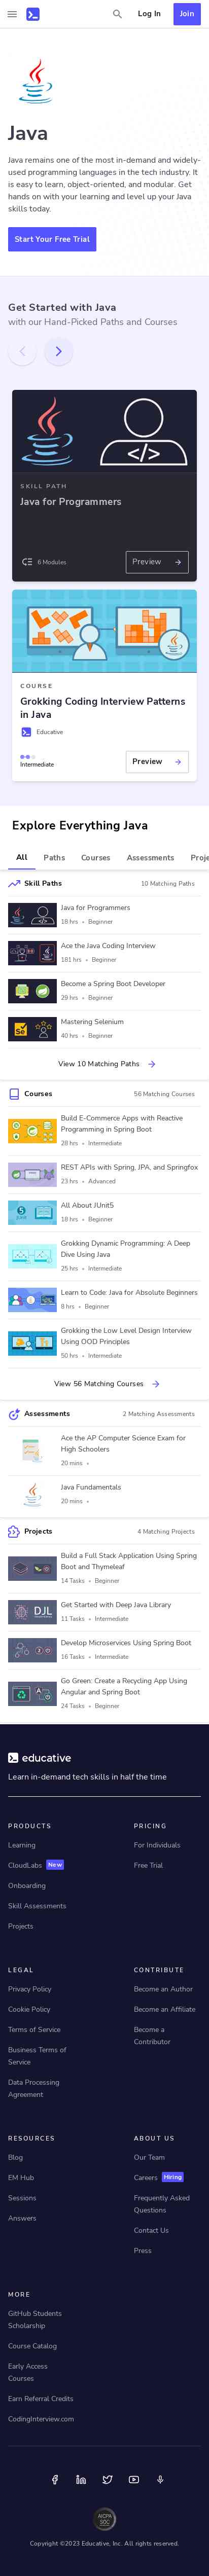 Log In
Join
Java
Java remains one of the most in-demand and widely-
used programming languages in the tech industry. It
is easy to learn, object-oriented, and modular. Get
hands on what you want to learn and level up your Java
skills today.
Start Your Free Trial
Get Started with Java
with our Hand-Picked Paths and Courses
SKILL PATH
Java for Programmers
6 Modules
Preview
COURSE
Grokking Coding Interview Patterns
in Java
Educative
Intermediate
Preview
Explore Everything Java
All
Paths
Courses
Assessments
Proje
Skill Paths
10 Matching Paths
Java for Programmers
18 hrs • Beginner
Ace the Java Coding Interview
181 hrs • Beginner
Become a Spring Boot Developer
29 hrs • Beginner
Mastering Selenium
40 hrs • Beginner
View 10 Matching Paths
Courses
56 Matching Courses
Build E-Commerce Apps with Reactive
Programming in Spring Boot
28 hrs • Intermediate
REST APIs with Spring, JPA, and Springfox
23 hrs • Advanced
All About JUnit5
18 hrs • Beginner
Grokking Dynamic Programming: A Deep
Dive Using Java
25 hrs • Intermediate
Learn to Code: Java for Absolute Beginners
8 hrs • Beginner
Grokking the Low Level Design Interview
Using OOD Principles
50 hrs • Intermediate
View 56 Matching Courses
Assessments
2 Matching Assessments
Ace the AP Computer Science Exam for
High Schoolers
20 mins •
Java Fundamentals
20 mins •
Projects
4 Matching Projects
Build a Full Stack Application Using Spring
Boot and Thymeleaf
14 Tasks • Beginner
DJL
Get Started with Deep Java Library
11 Tasks • Intermediate
Develop Microservices Using Spring Boot
16 Tasks • Intermediate
Go Green: Create a Recycling App Using
Angular and Spring Boot
24 Tasks • Beginner
educative
Learn in-demand tech skills in half the time
PRODUCTS
Learning
CloudLabs New
Onboarding
Skill Assessments
Projects
PRICING
For Individuals
Free Trial
LEGAL
Privacy Policy
Cookie Policy
Terms of Service
Business Terms of
Service
Data Processing
Agreement
CONTRIBUTE
Become an Author
Become an Affiliate
Become a
Contributor
RESOURCES
Blog
EM Hub
Sessions
Answers
ABOUT US
Our Team
Careers Hiring
Frequently Asked
Questions
Contact Us
Press
MORE
GitHub Students
Scholarship
Course Catalog
Early Access
Courses
Earn Referral Credits
CodingInterview.com
AICPA
SOC
Copyright ©2023 Educative, Inc. All rights reserved.